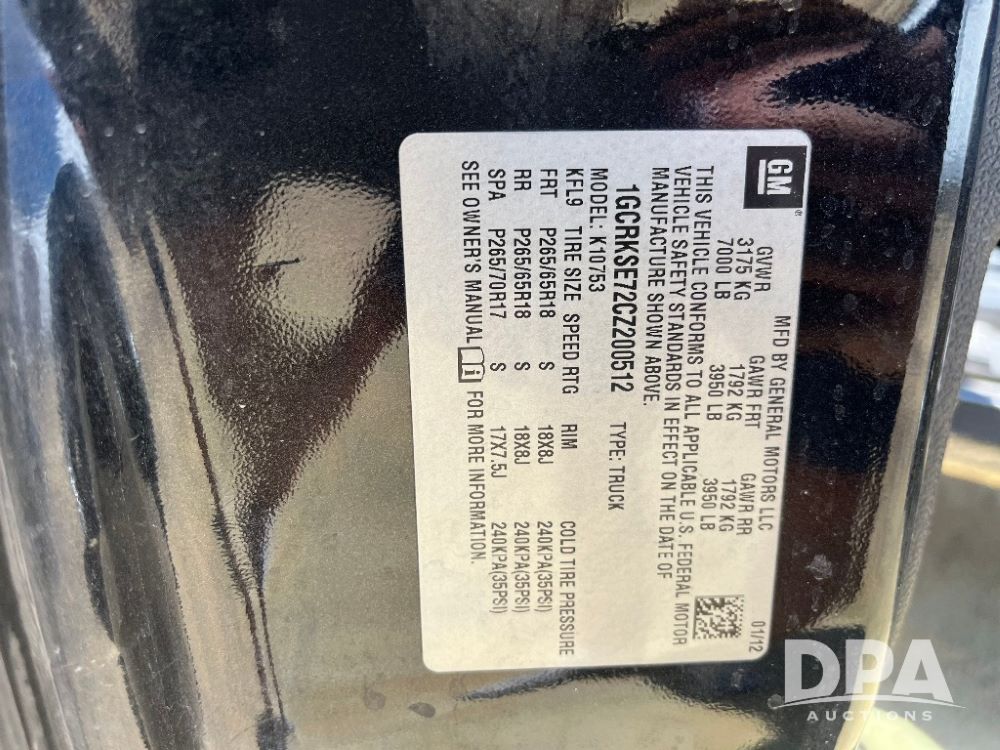 GM®
MFD BY GENERAL MOTORS LLC 01/12
GVWR GAWR FRT GAWR RR
3175 KG 1792 KG 1792 KG
7000 LB 3950 LB 3950 LB
THIS VEHICLE CONFORMS TO ALL APPLICABLE U.S. FEDERAL MOTOR
VEHICLE SAFETY STANDARDS IN EFFECT ON THE DATE OF
MANUFACTURE SHOWN ABOVE.
1GCRKSE72CZ200512 TYPE: TRUCK
MODEL: K10753
KFL9 TIRE SIZE SPEED RTG RIM COLD TIRE PRESSURE
FRT P265/65R18 S 18X8J 240KPA(35PSI)
RR P265/65R18 S 18X8J 240KPA(35PSI)
SPA P265/70R17 S 17X7.5J 240KPA(35PSI)
SEE OWNER'S MANUAL i FOR MORE INFORMATION.
DPA
AUCTIONS